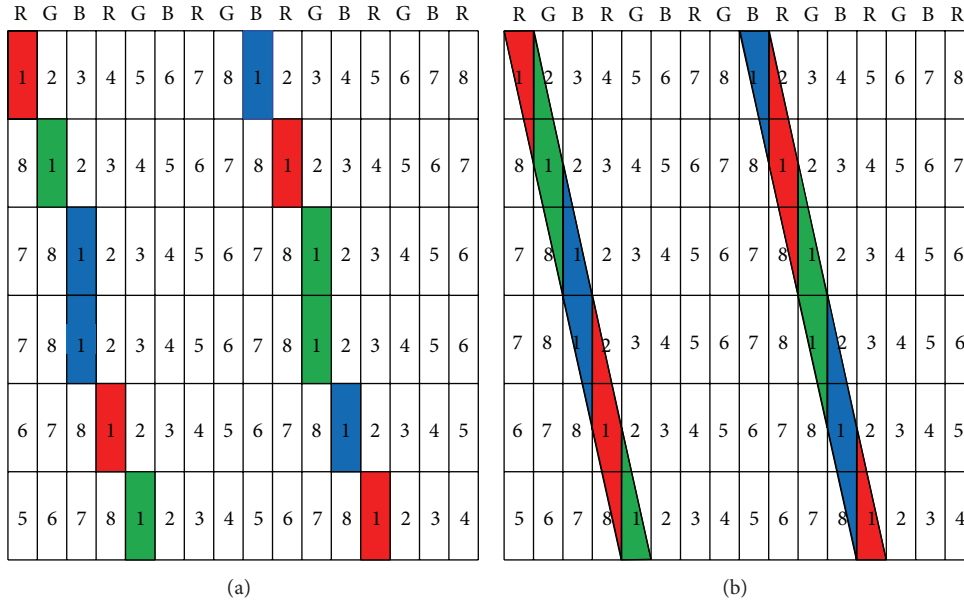 R G B R G B R G B R G B R G B R
1 2 3 4 5 6 7 8 1 2 3 4 5 6 7 8
8 1 2 3 4 5 6 7 8 1 2 3 4 5 6 7
7 8 1 2 3 4 5 6 7 8 1 2 3 4 5 6
7 8 1 2 3 4 5 6 7 8 1 2 3 4 5 6
6 7 8 1 2 3 4 5 6 7 8 1 2 3 4 5
5 6 7 8 1 2 3 4 5 6 7 8 1 2 3 4
(a)
R G B R G B R G B R G B R G B R
1 2 3 4 5 6 7 8 1 2 3 4 5 6 7 8
8 1 2 3 4 5 6 7 8 1 2 3 4 5 6 7
7 8 1 2 3 4 5 6 7 8 1 2 3 4 5 6
7 8 1 2 3 4 5 6 7 8 1 2 3 4 5 6
6 7 8 1 2 3 4 5 6 7 8 1 2 3 4 5
5 6 7 8 1 2 3 4 5 6 7 8 1 2 3 4
(b)